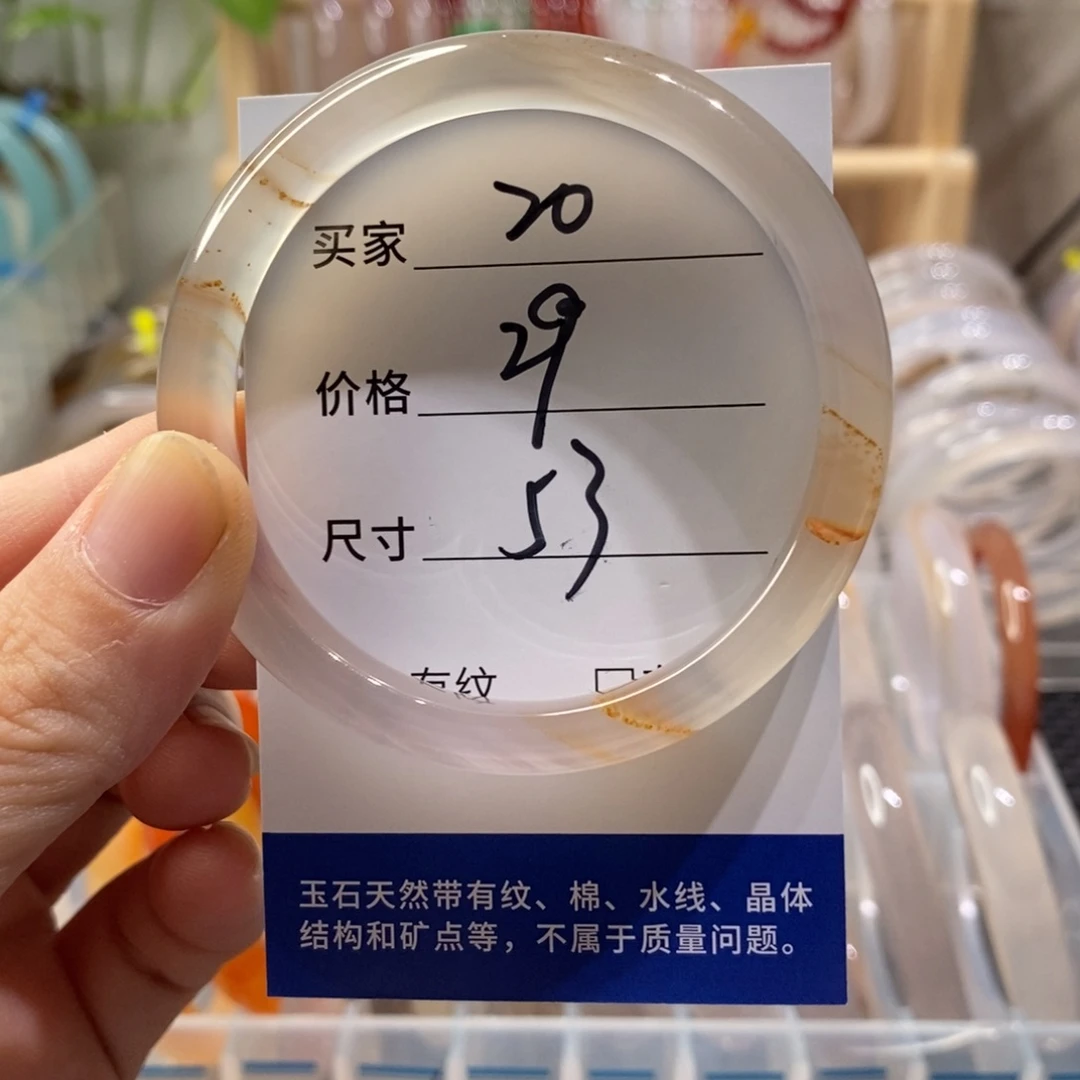 买家 20
价格 29
尺寸 53
有纹
玉石天然带有纹、棉、水线、晶体
结构和矿点等，不属于质量问题。